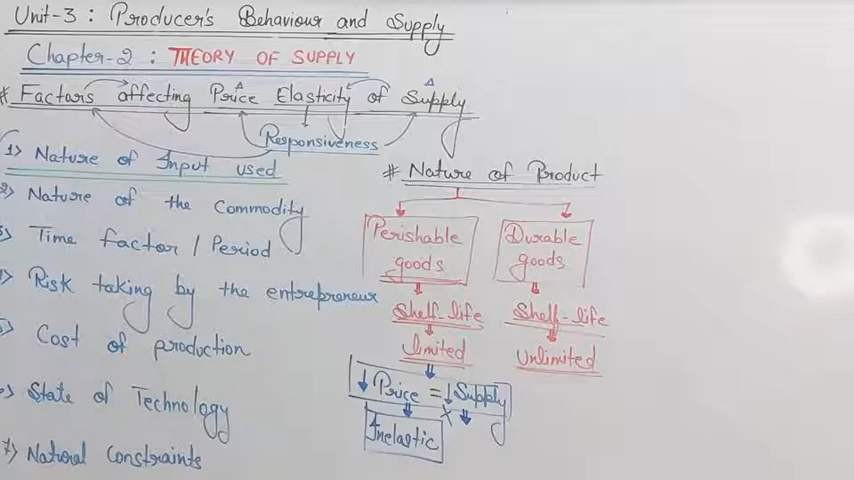 Unit-3 : Producer's Behaviour and Supply
Chapter-2 : THEORY OF SUPPLY
# Factors affecting Price Elasticity of Supply
Responsiveness
1) Nature of Input used
2) Nature of the Commodity
3) Time factor / Period
4) Risk taking by the entrepreneur
5) Cost of production
6) State of Technology
7) Natural Constraints
# Nature of Product
Perishable goods
Shelf-life
limited
↓ Price = ↓ Supply
Inelastic
Durable goods
Shelf-life
Unlimited